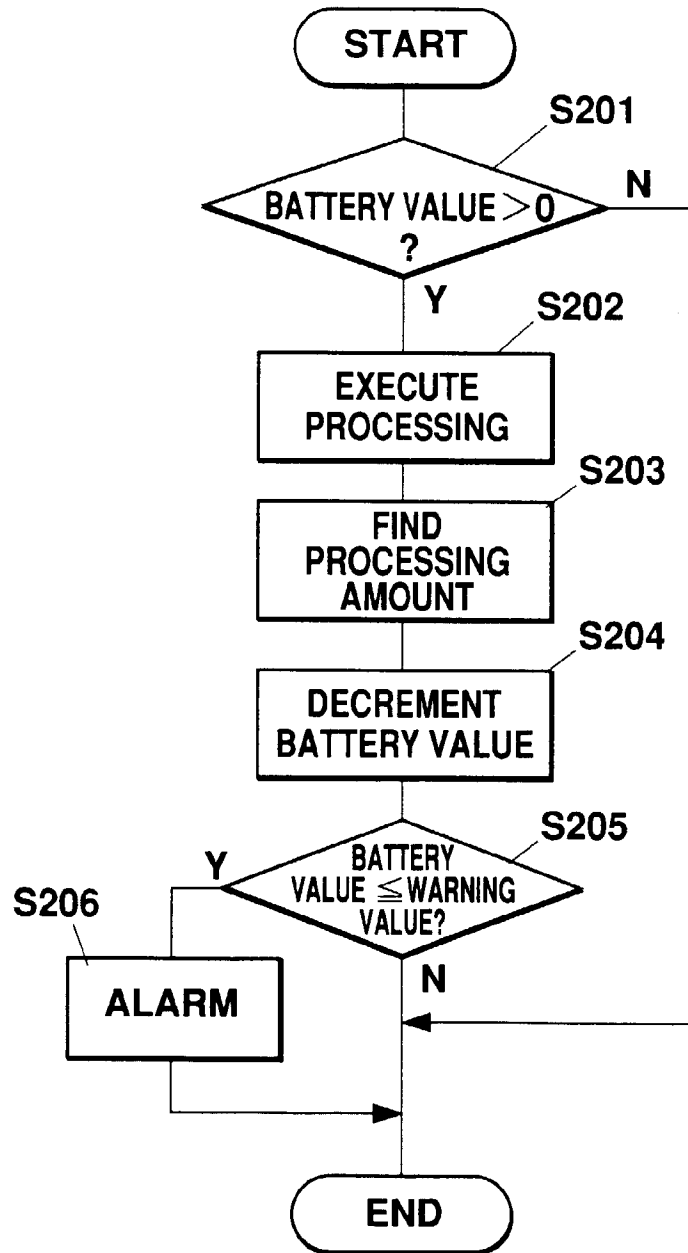 START
S201
N
BATTERY VALUE >0
?
Y
S202
EXECUTE
PROCESSING
S203
FIND
PROCESSING
AMOUNT
S204
DECREMENT
BATTERY VALUE
S205
Y
BATTERY
VALUE ≦ WARNING
VALUE?
S206
N
ALARM
END